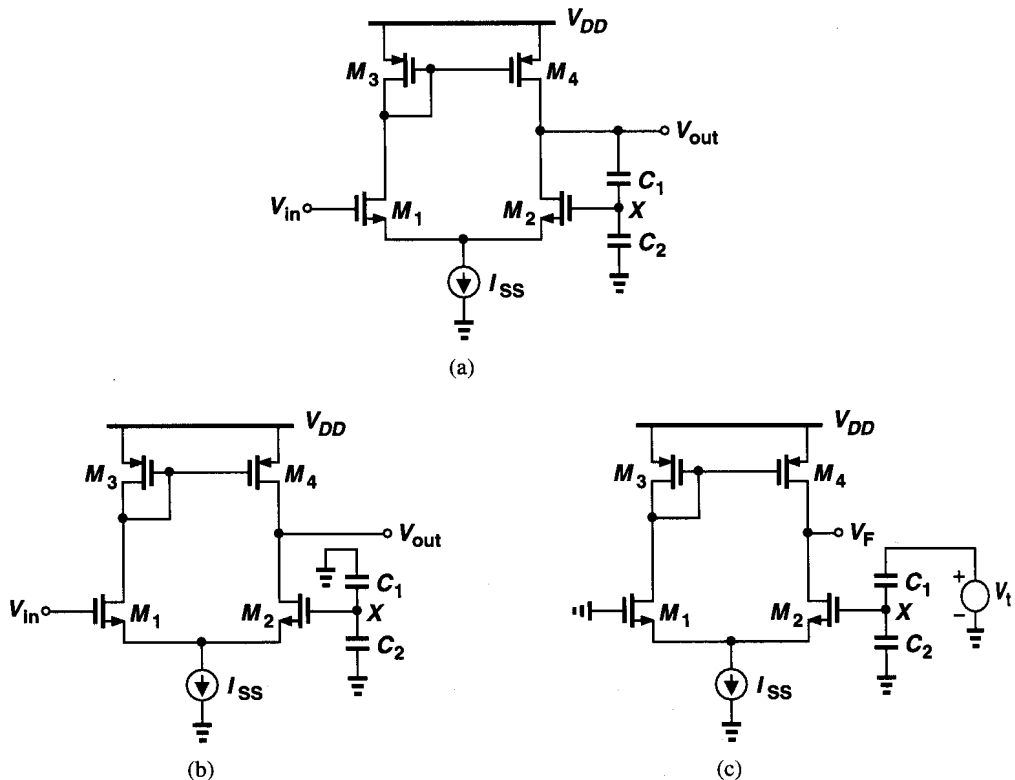 V_DD
M_3
M_4
V_out
C_1
V_in
M_1
M_2
X
C_2
I_SS
(a)
V_DD
M_3
M_4
V_out
C_1
V_in
M_1
M_2
X
C_2
I_SS
(b)
V_DD
M_3
M_4
V_F
C_1
+
V_t
−
M_1
M_2
X
C_2
I_SS
(c)